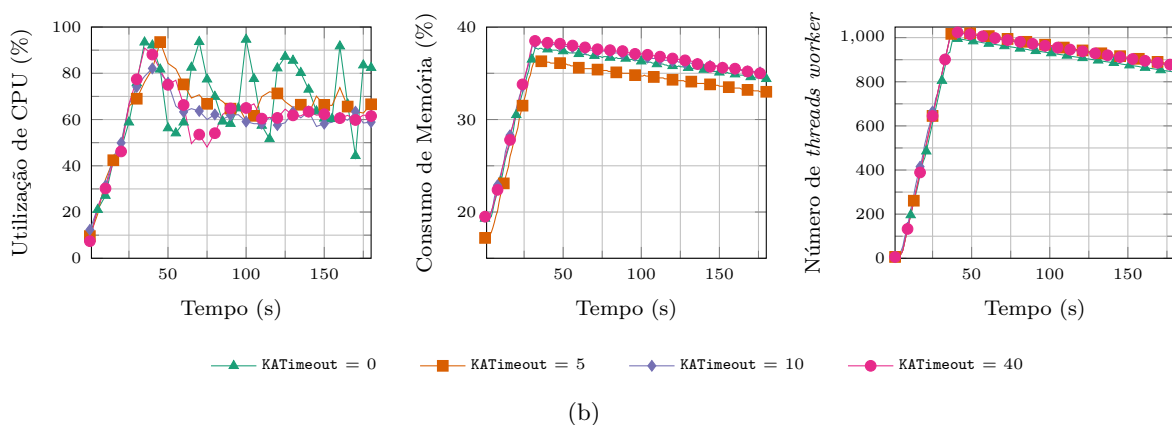 Utilização de CPU (%)
100
80
60
40
20
0
50
100
150
Tempo (s)
Consumo de Memória (%)
40
30
20
50
100
150
Tempo (s)
Número de threads worker
1,000
800
600
400
200
0
50
100
150
Tempo (s)
KATimeout = 0
KATimeout = 5
KATimeout = 10
KATimeout = 40
(b)